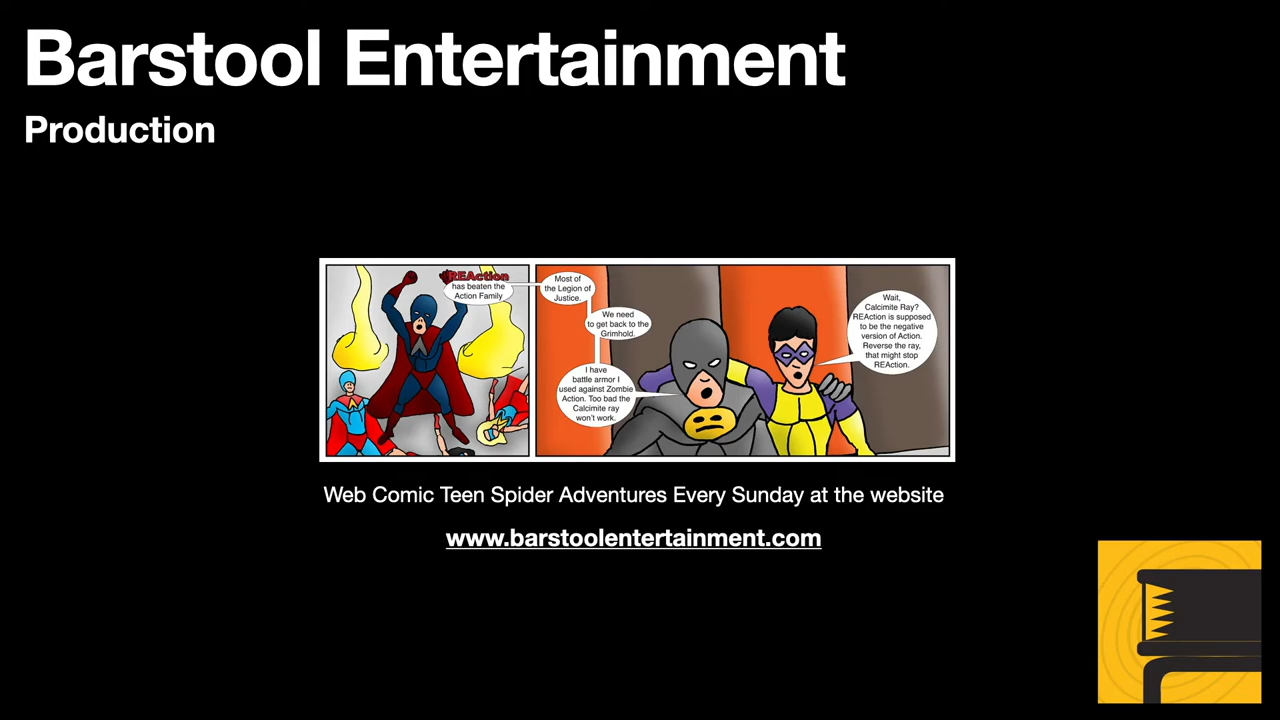 Barstool Entertainment
Production
REAction
has beaten the
Action Family
Most of
the Legion of
Justice.
We need
to get back to the
Grimhold.
I have
battle armor I
used against Zombie
Action. Too bad the
Calcimite ray
won't work.
Wait,
Calcimite Ray?
REAction is supposed
to be the negative
version of Action.
Reverse the ray,
that might stop
REAction.
Web Comic Teen Spider Adventures Every Sunday at the website
www.barstoolentertainment.com